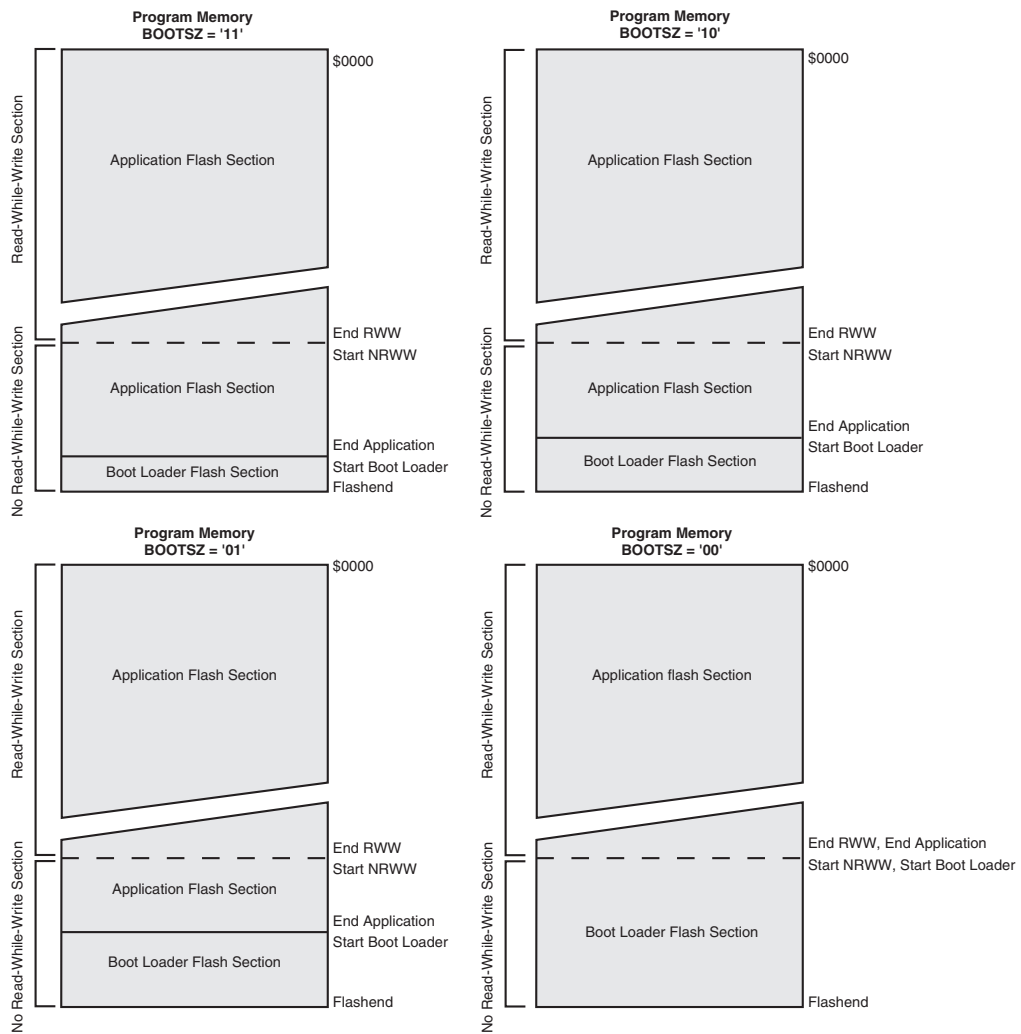 Program Memory
BOOTSZ = '11'
$0000
Read-While-Write Section
Application Flash Section
End RWW
Start NRWW
No Read-While-Write Section
Application Flash Section
End Application
Start Boot Loader
Boot Loader Flash Section
Flashend
Program Memory
BOOTSZ = '10'
$0000
Read-While-Write Section
Application Flash Section
End RWW
Start NRWW
No Read-While-Write Section
Application Flash Section
End Application
Start Boot Loader
Boot Loader Flash Section
Flashend
Program Memory
BOOTSZ = '01'
$0000
Read-While-Write Section
Application Flash Section
End RWW
Start NRWW
No Read-While-Write Section
Application Flash Section
End Application
Start Boot Loader
Boot Loader Flash Section
Flashend
Program Memory
BOOTSZ = '00'
$0000
Read-While-Write Section
Application flash Section
End RWW, End Application
Start NRWW, Start Boot Loader
No Read-While-Write Section
Boot Loader Flash Section
Flashend